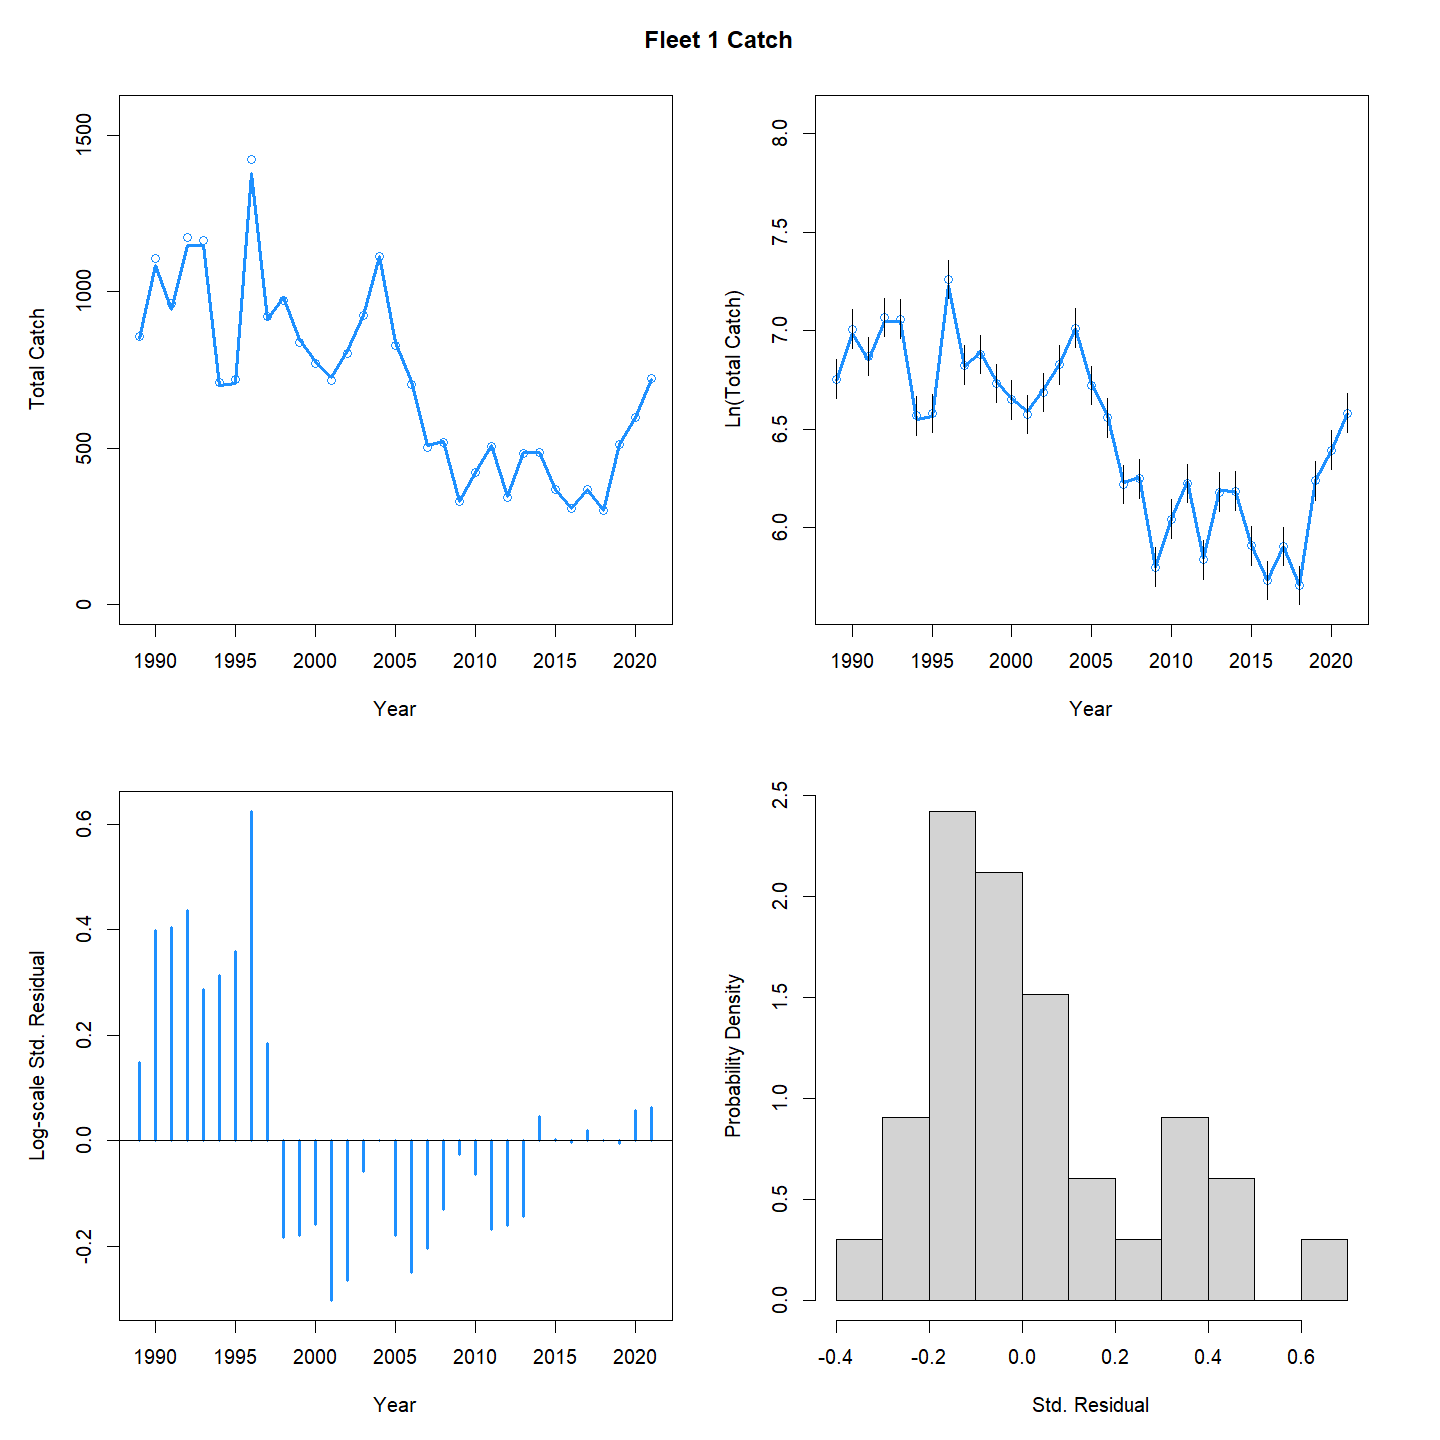 Fleet 1 Catch
Total Catch
1500
1000
500
0
1990 1995 2000 2005 2010 2015 2020
Year
Ln(Total Catch)
8.0
7.5
7.0
6.5
6.0
1990 1995 2000 2005 2010 2015 2020
Year
Log-scale Std. Residual
0.6
0.4
0.2
0.0
-0.2
1990 1995 2000 2005 2010 2015 2020
Year
Probability Density
2.5
2.0
1.5
1.0
0.5
0.0
-0.4 -0.2 0.0 0.2 0.4 0.6
Std. Residual